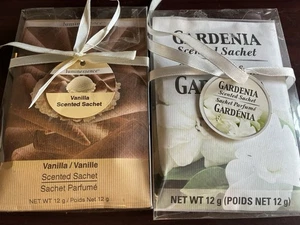 Vanilla
Scented Sachet
Vanilla / Vanille
Scented Sachet
Sachet Parfumé
NET WT 12 g / Poids Net 12 g
GARDENIA
Scented Sachet
GARDENIA
Scented Sachet
Sachet Parfumé
GARDÉNIA
NET WT 12 g (POIDS NET 12 g)